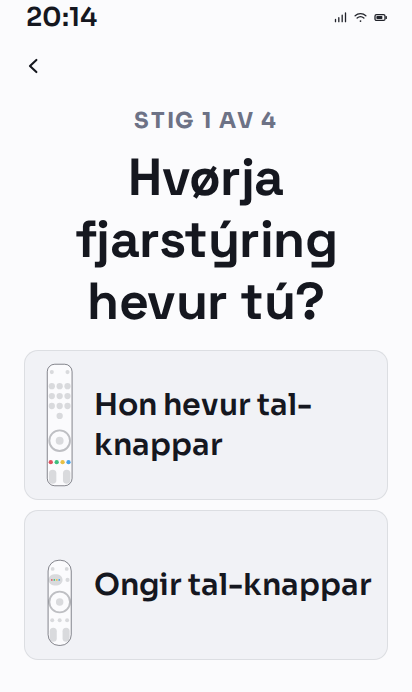 20:14
STIG 1 AV 4
Hvørja
fjarstýring
hevur tú?
Hon hevur tal-
knappar
Ongir tal-knappar